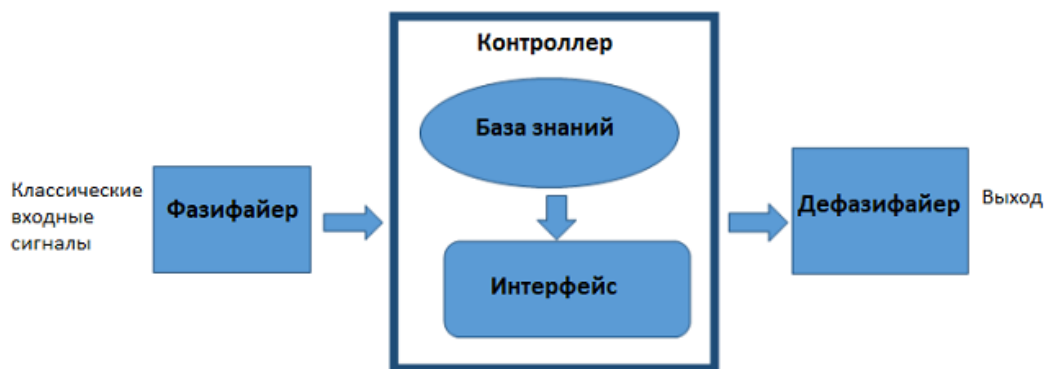 Контроллер
База знаний
Классические
входные
сигналы
Фазифайер
Интерфейс
Дефазифайер
Выход